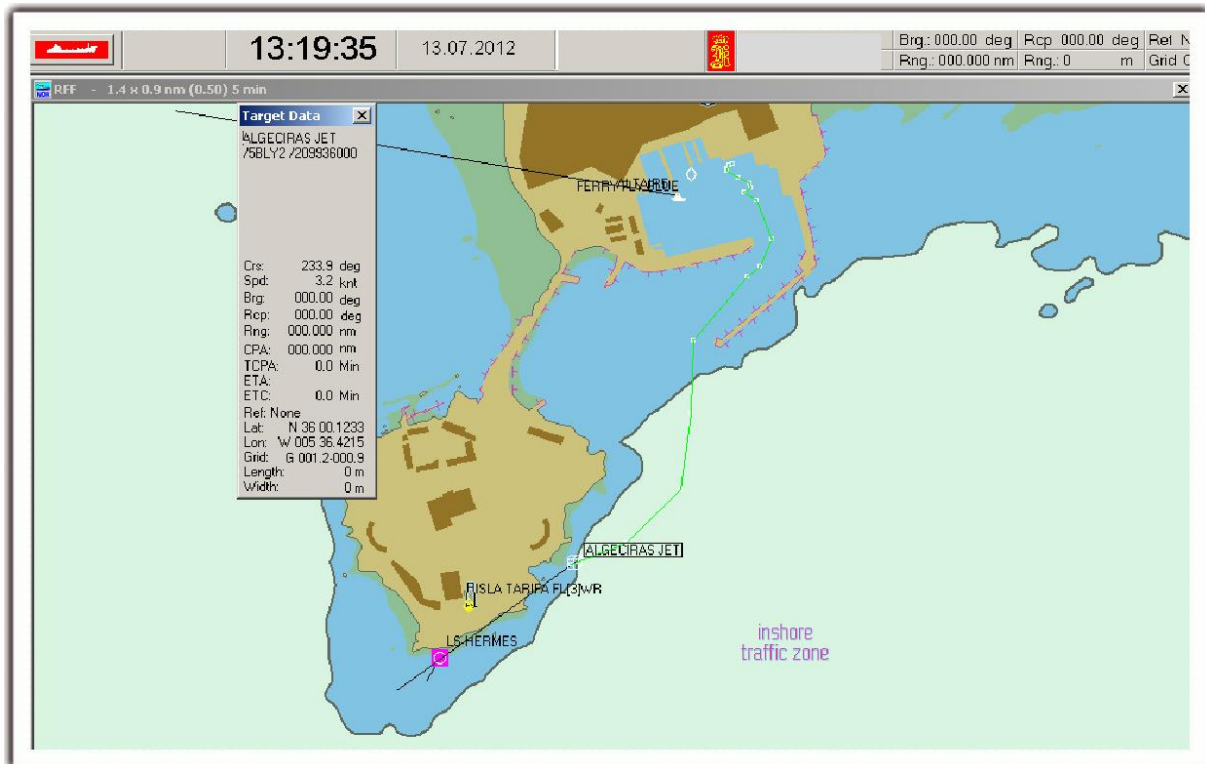 13:19:35
13.07.2012
Brg.: 000.00 deg
Rcp 000.00 deg
Rel N
Rng.: 000.000 nm
Rng.: 0 m
Grid
RFF - 1.4 x 0.9 nm (0.50) 5 min
Target Data
ALGECIRAS JET
/5BLY2 /209936000
Crs: 233.9 deg
Spd: 3.2 knt
Brg: 000.00 deg
Rcp: 000.00 deg
Rng: 000.000 nm
CPA: 000.000 nm
TCPA: 0.0 Min
ETA:
ETC: 0.0 Min
Ref: None
Lat: N 36 00.1233
Lon: W 005 36.4215
Grid: G 001.2-000.9
Length: 0 m
Width: 0 m
ALGECIRAS JET
ISLA TARIFA FL[3]WR
LS-HERMES
inshore
traffic zone